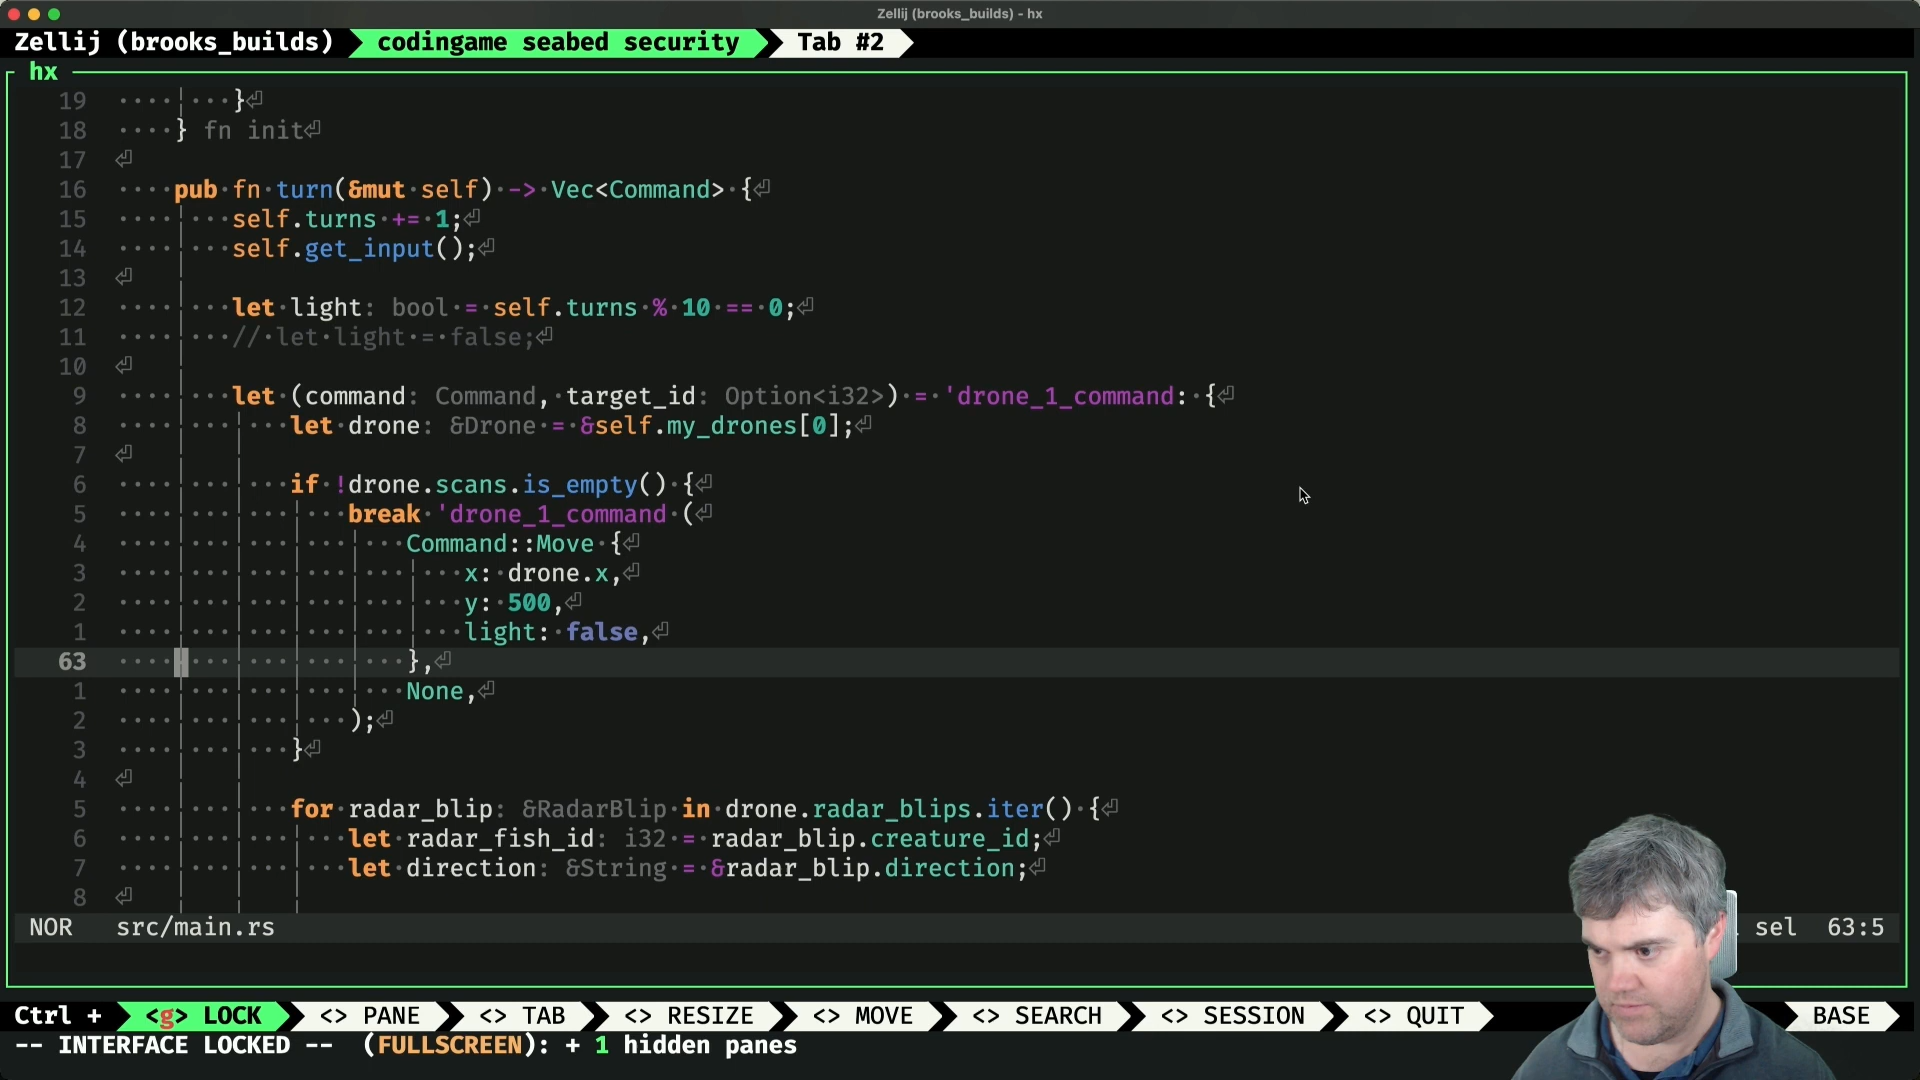 Zellij (brooks_builds) - hx
Zellij (brooks_builds) codingame seabed security Tab #2
hx
19 }
18 } fn init
17
16 pub fn turn(&mut self) -> Vec<Command> {
15 self.turns += 1;
14 self.get_input();
13
12 let light: bool = self.turns % 10 == 0;
11 // let light = false;
10
9 let (command: Command, target_id: Option<i32>) = 'drone_1_command: {
8 let drone: &Drone = &self.my_drones[0];
7
6 if !drone.scans.is_empty() {
5 break 'drone_1_command (
4 Command::Move {
3 x: drone.x,
2 y: 500,
1 light: false,
63 },
1 None,
2 );
3 }
4
5 for radar_blip: &RadarBlip in drone.radar_blips.iter() {
6 let radar_fish_id: i32 = radar_blip.creature_id;
7 let direction: &String = &radar_blip.direction;
8
NOR src/main.rs sel 63:5
Ctrl + <g> LOCK <> PANE <> TAB <> RESIZE <> MOVE <> SEARCH <> SESSION <> QUIT BASE
-- INTERFACE LOCKED -- (FULLSCREEN): + 1 hidden panes